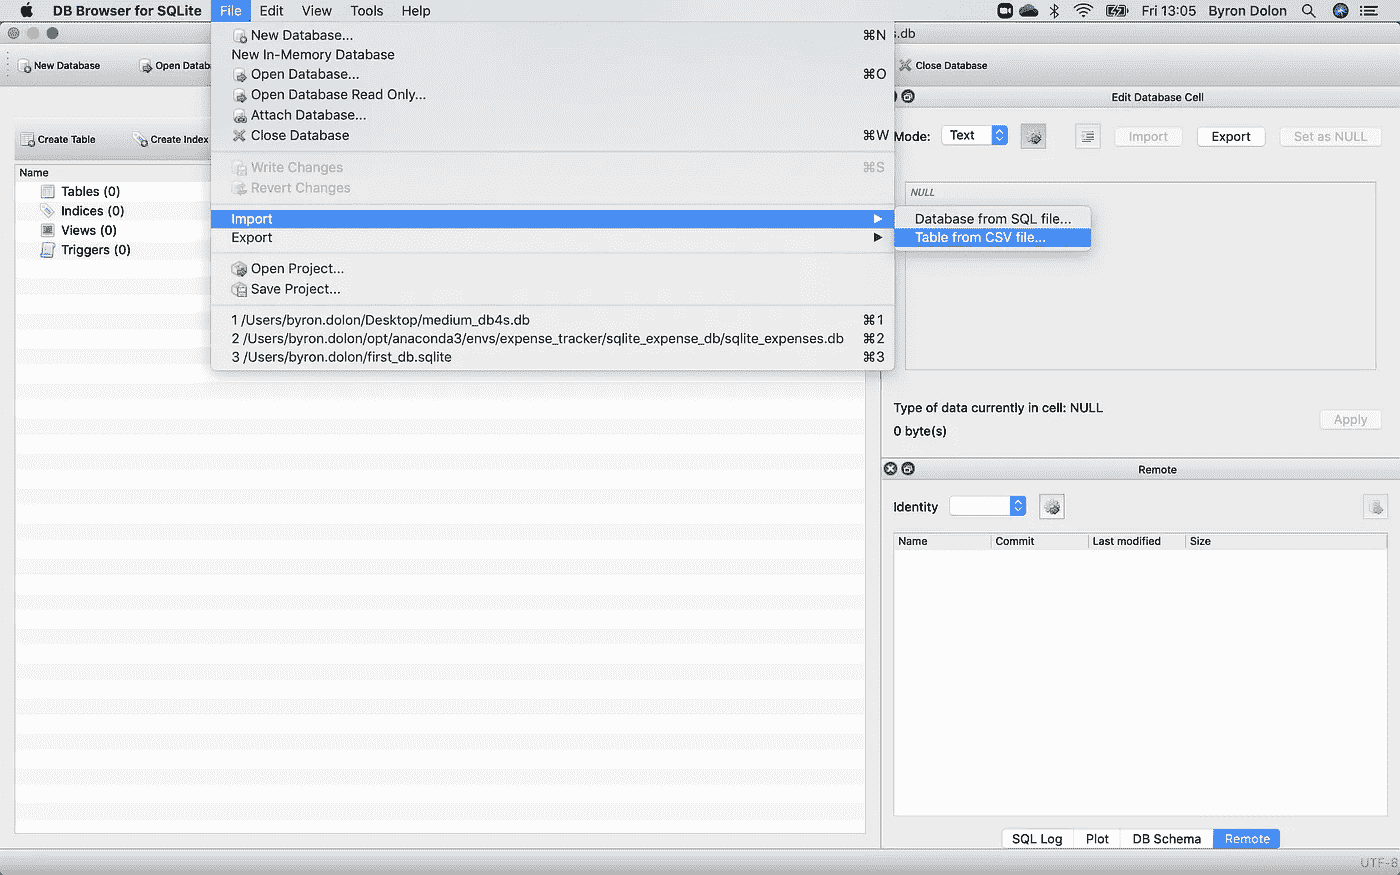 DB Browser for SQLite File Edit View Tools Help Fri 13:05 Byron Dolon
s.db
New Database Open Datab Close Database
New Database... ⌘N
New In-Memory Database
Open Database... ⌘O
Open Database Read Only...
Attach Database...
Close Database ⌘W
Write Changes ⌘S
Revert Changes
Import
Export
Open Project...
Save Project...
1 /Users/byron.dolon/Desktop/medium_db4s.db ⌘1
2 /Users/byron.dolon/opt/anaconda3/envs/expense_tracker/sqlite_expense_db/sqlite_expenses.db ⌘2
3 /Users/byron.dolon/first_db.sqlite ⌘3
Database from SQL file...
Table from CSV file...
Create Table Create Index
Name
Tables (0)
Indices (0)
Views (0)
Triggers (0)
Edit Database Cell
Mode: Text Import Export Set as NULL
NULL
Type of data currently in cell: NULL
0 byte(s)
Apply
Remote
Identity
Name Commit Last modified Size
SQL Log Plot DB Schema Remote
UTF-8